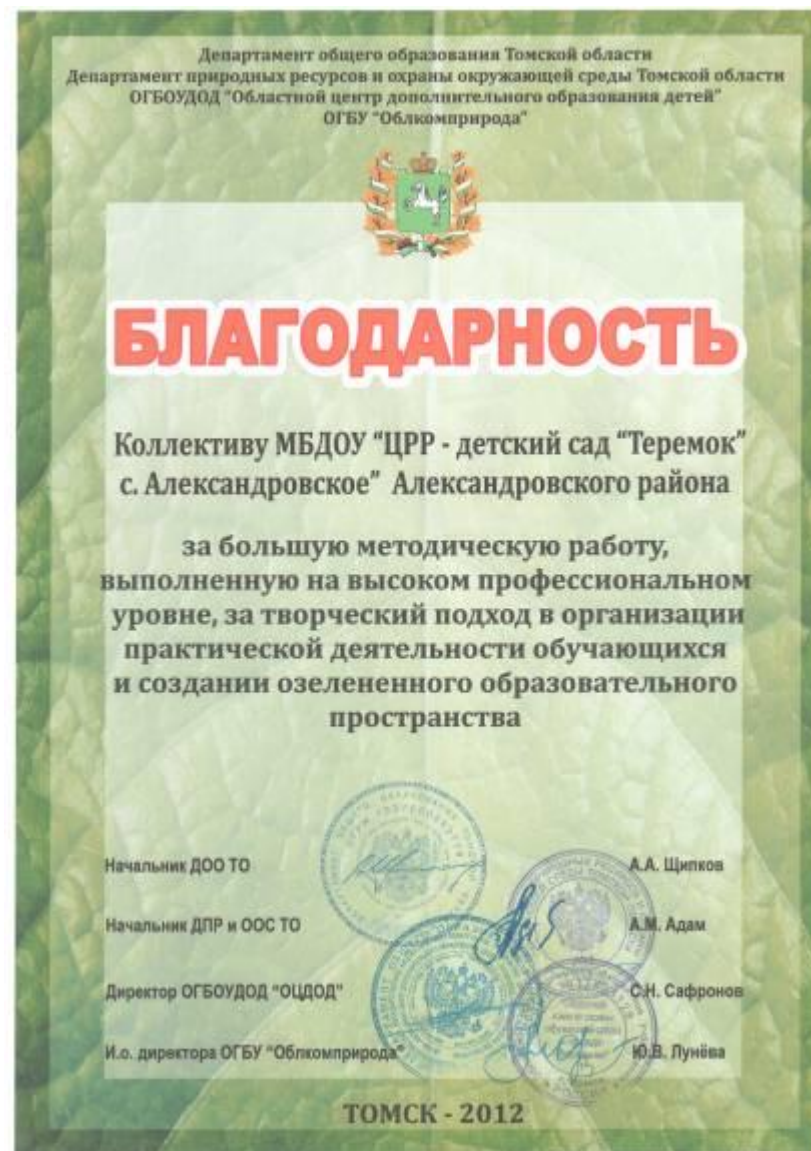 Департамент общего образования Томской области
Департамент природных ресурсов и охраны окружающей среды Томской области
ОГБОУДОД "Областной центр дополнительного образования детей"
ОГБУ "Облкомприрода"
БЛАГОДАРНОСТЬ
Коллективу МБДОУ "ЦРР - детский сад "Теремок"
с. Александровское" Александровского района
за большую методическую работу,
выполненную на высоком профессиональном
уровне, за творческий подход в организации
практической деятельности обучающихся
и создании озелененного образовательного
пространства
Начальник ДОО ТО А.А. Щипков
Начальник ДПР и ООС ТО А.М. Адам
Директор ОГБОУДОД "ОЦДОД" С.Н. Сафронов
И.о. директора ОГБУ "Облкомприрода" Ю.В. Лунёва
ТОМСК - 2012